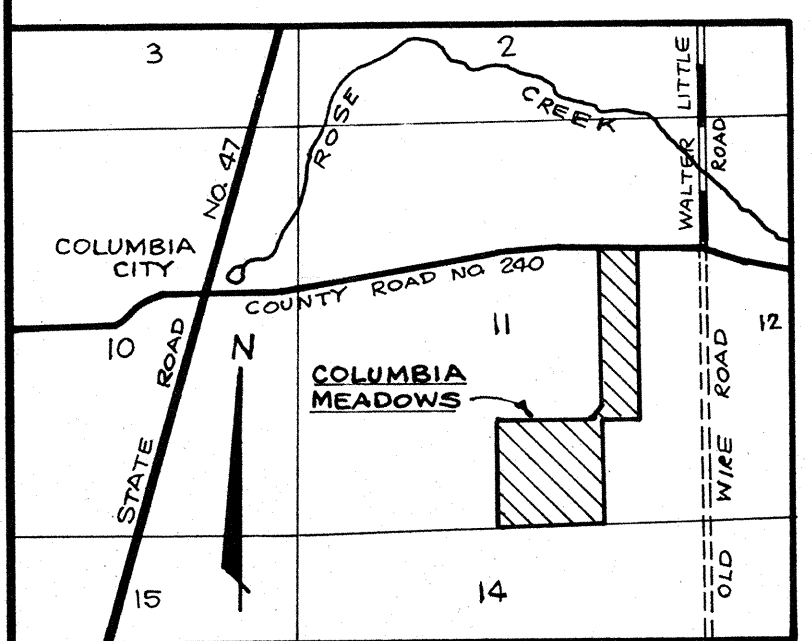 3
2
WALTER LITTLE
ROAD
ROSE
CREEK
NO. 47
COLUMBIA
CITY
COUNTY ROAD NO. 240
10
STATE ROAD
N
11
12
COLUMBIA
MEADOWS
OLD WIRE ROAD
15
14